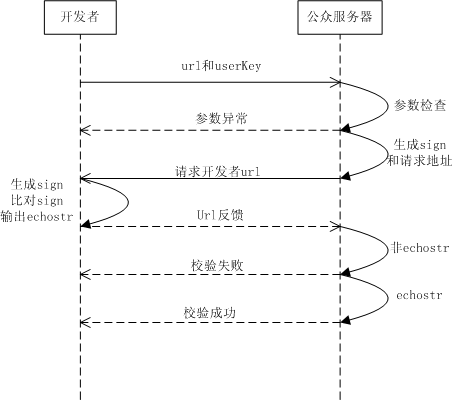 开发者
公众服务器
url和userKey
参数检查
参数异常
生成sign
和请求地址
请求开发者url
生成sign
比对sign
输出echostr
Url反馈
非echostr
校验失败
echostr
校验成功